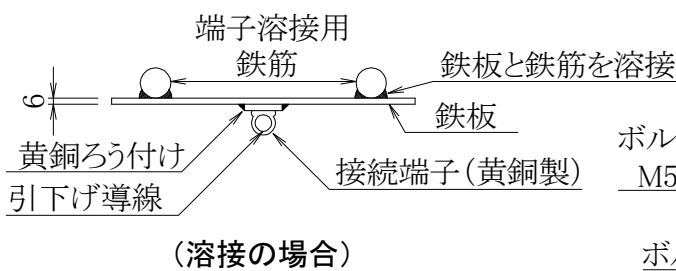 端子溶接用
鉄筋
鉄板と鉄筋を溶接
6
鉄板
黄銅ろう付け
接続端子(黄銅製)
引下げ導線
(溶接の場合)
ボル
M5
ボ